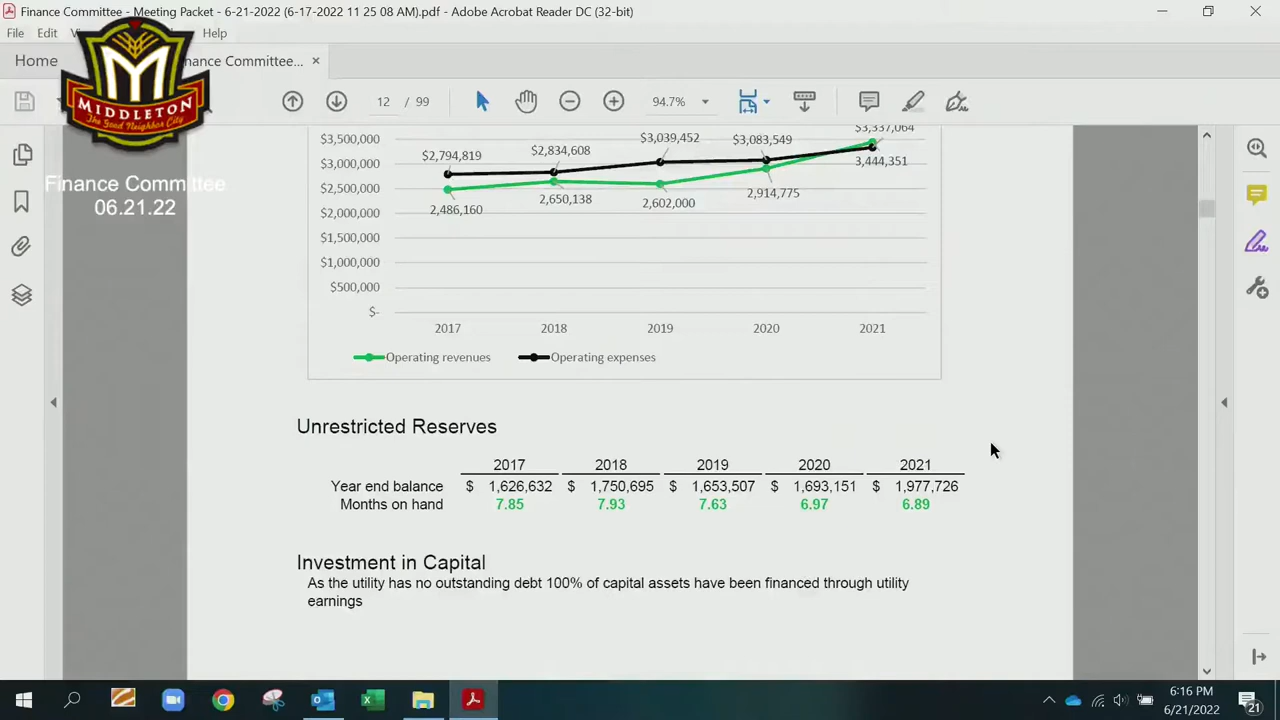 Finance Committee - Meeting Packet - 6-21-2022 (6-17-2022 11 25 08 AM).pdf - Adobe Acrobat Reader DC (32-bit)
File Edit Help
Home nance Committee... ×
12 / 99 94.7%
MIDDLETON
The Good Neighbor City
Finance Committee
06.21.22
$3,500,000
$3,000,000
$2,500,000
$2,000,000
$1,500,000
$1,000,000
$500,000
$-
$2,794,819 $2,834,608 $3,039,452 $3,083,549 $3,337,064
2,486,160 2,650,138 2,602,000 2,914,775 3,444,351
2017 2018 2019 2020 2021
Operating revenues Operating expenses
Unrestricted Reserves
2017 2018 2019 2020 2021
Year end balance $ 1,626,632 $ 1,750,695 $ 1,653,507 $ 1,693,151 $ 1,977,726
Months on hand 7.85 7.93 7.63 6.97 6.89
Investment in Capital
As the utility has no outstanding debt 100% of capital assets have been financed through utility
earnings
6:16 PM
6/21/2022
21